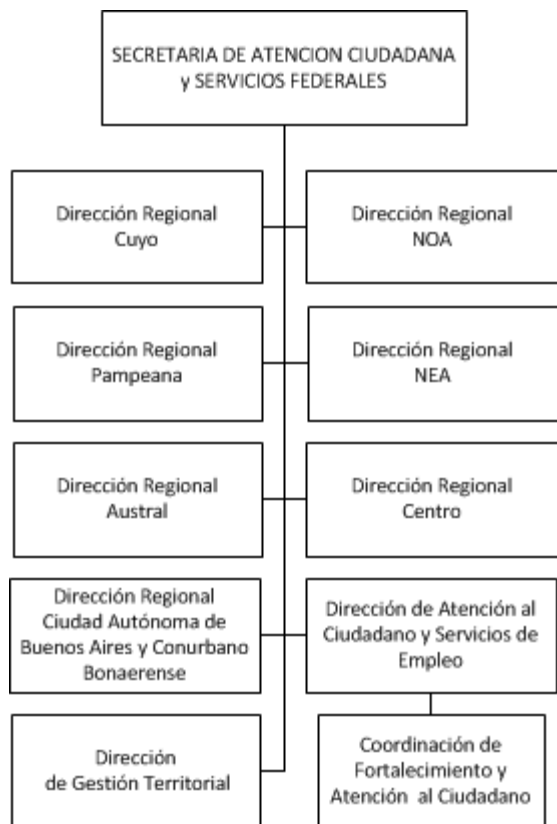 SECRETARIA DE ATENCION CIUDADANA
y SERVICIOS FEDERALES
Dirección Regional
Cuyo
Dirección Regional
NOA
Dirección Regional
Pampeana
Dirección Regional
NEA
Dirección Regional
Austral
Dirección Regional
Centro
Dirección Regional
Ciudad Autónoma de
Buenos Aires y Conurbano
Bonaerense
Dirección de Atención al
Ciudadano y Servicios de
Empleo
Dirección
de Gestión Territorial
Coordinación de
Fortalecimiento y
Atención al Ciudadano